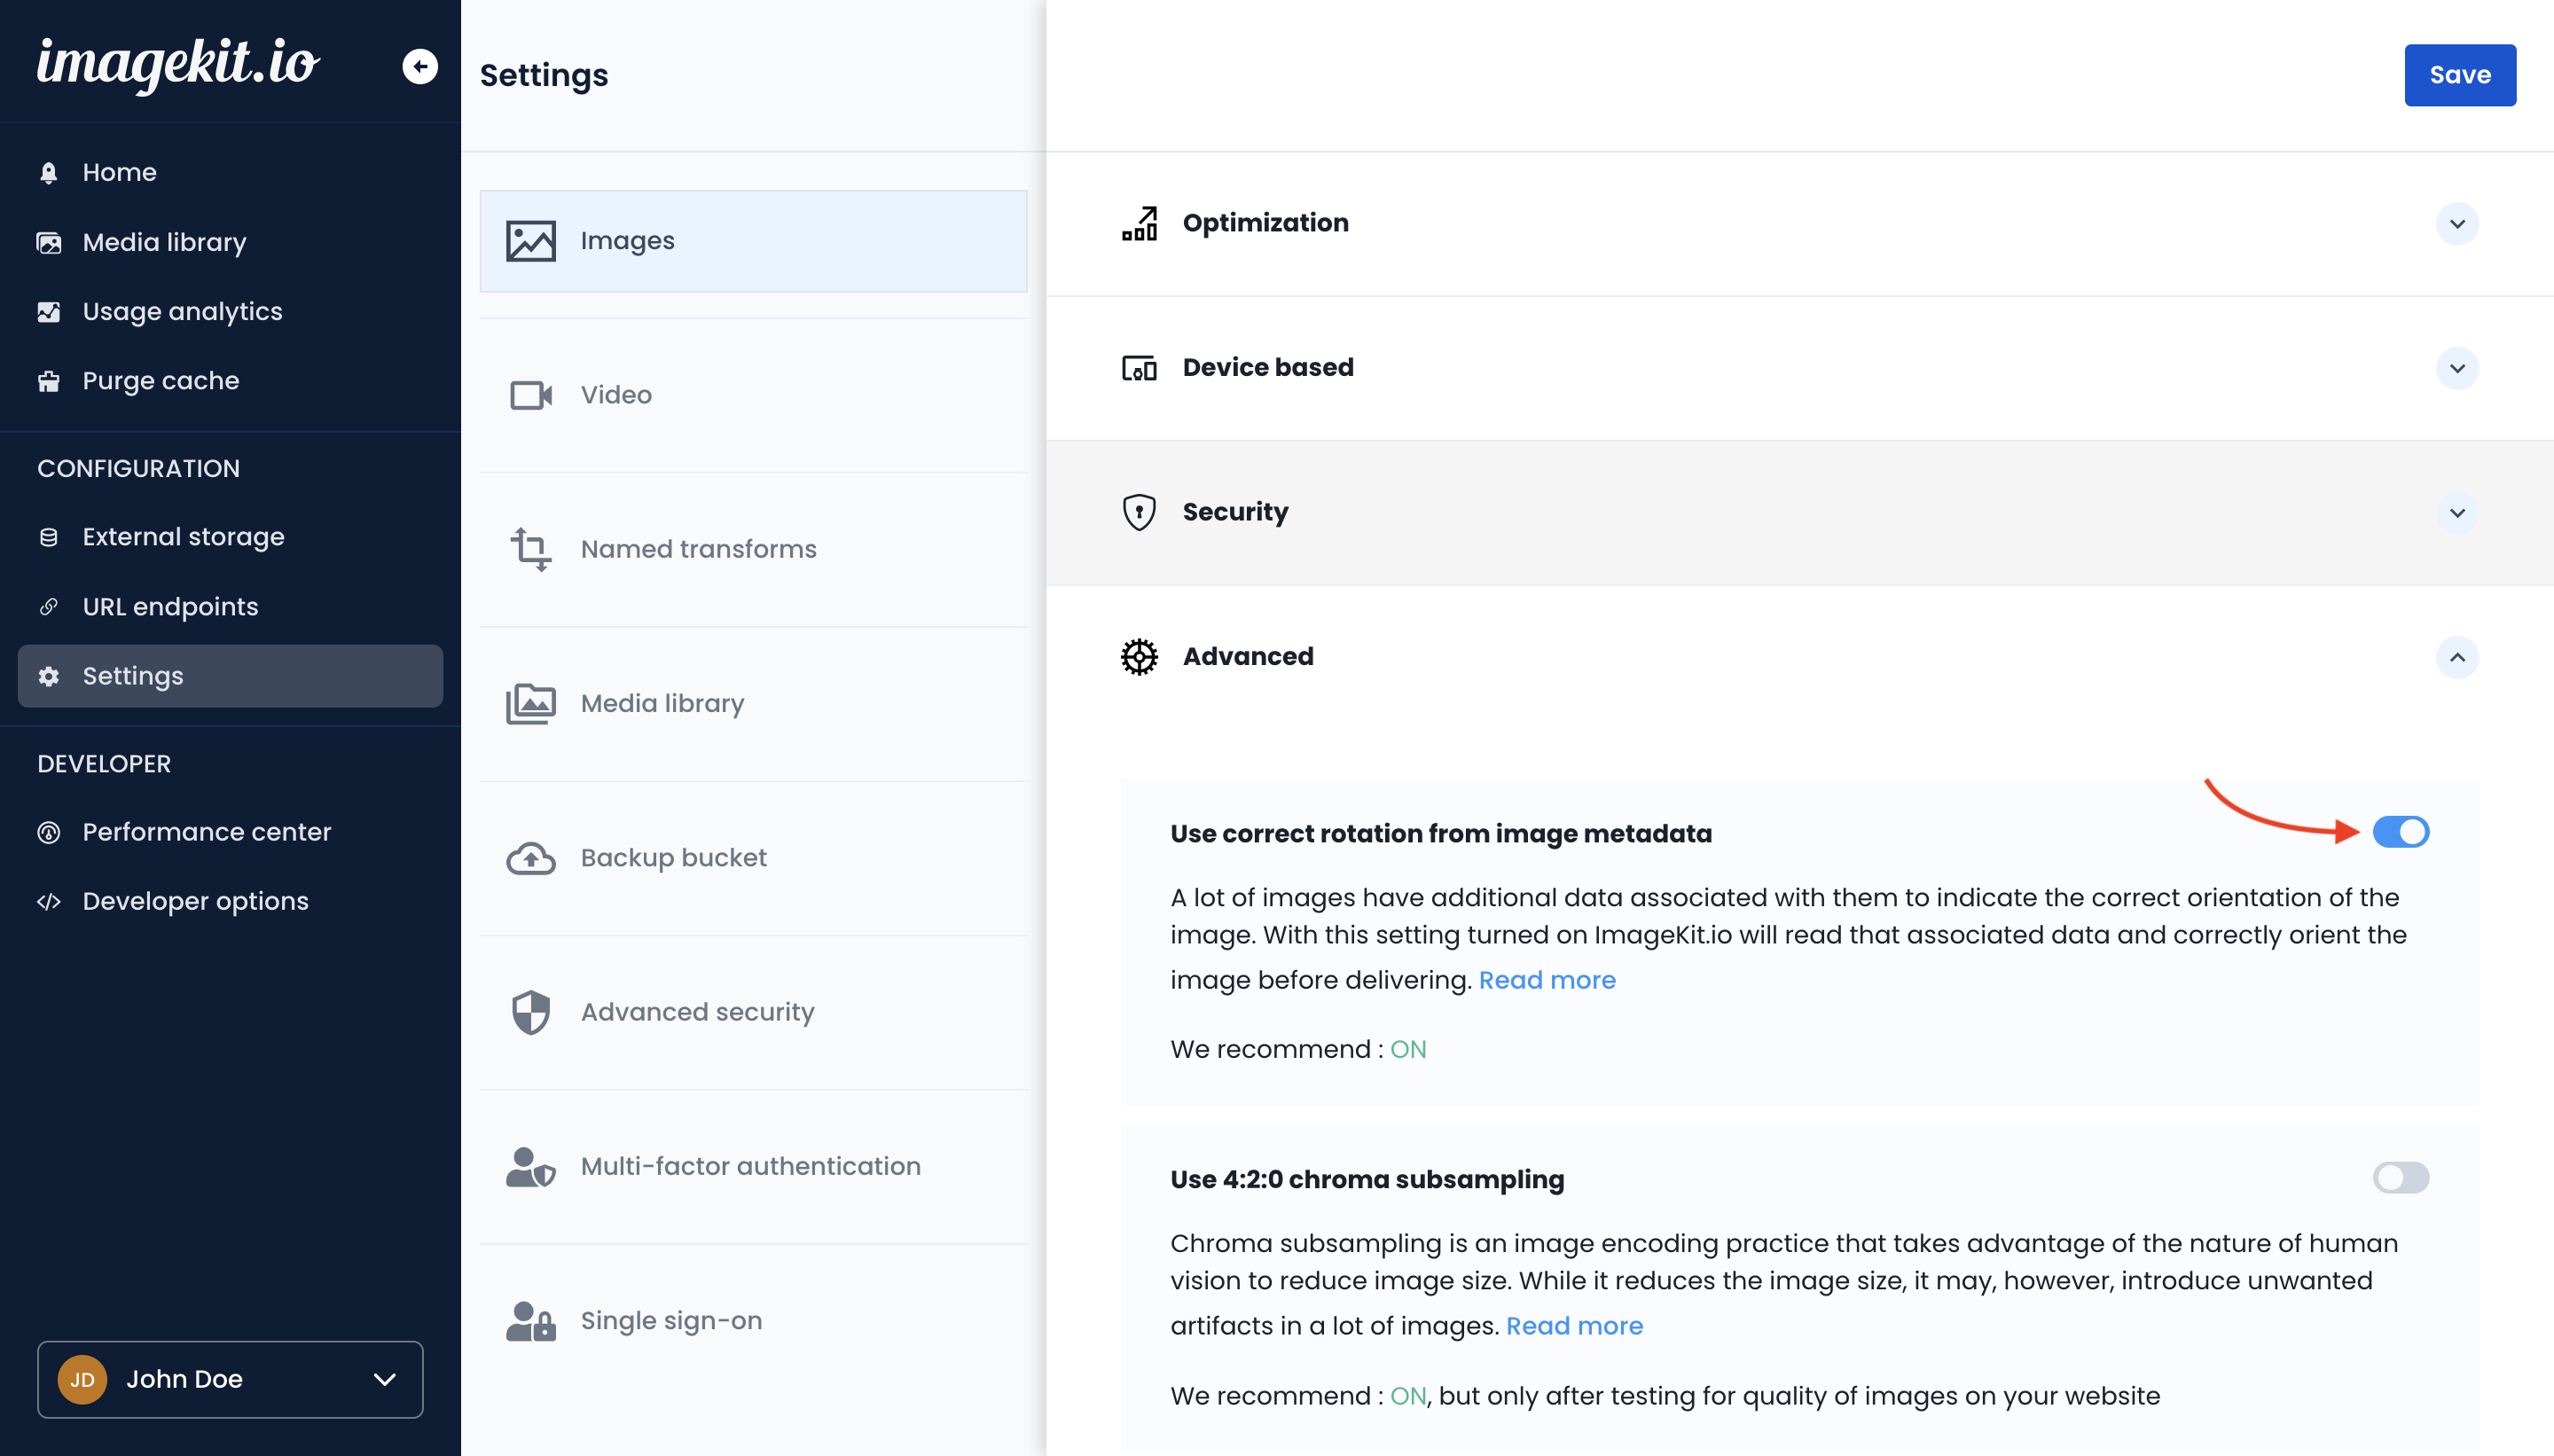 imagekit.io
Home
Media library
Usage analytics
Purge cache
CONFIGURATION
External storage
URL endpoints
Settings
DEVELOPER
Performance center
Developer options
JD
John Doe
Settings
Images
Video
Named transforms
Media library
Backup bucket
Advanced security
Multi-factor authentication
Single sign-on
Save
Optimization
Device based
Security
Advanced
Use correct rotation from image metadata
A lot of images have additional data associated with them to indicate the correct orientation of the
image. With this setting turned on ImageKit.io will read that associated data and correctly orient the
image before delivering. Read more
We recommend : ON
Use 4:2:0 chroma subsampling
Chroma subsampling is an image encoding practice that takes advantage of the nature of human
vision to reduce image size. While it reduces the image size, it may, however, introduce unwanted
artifacts in a lot of images. Read more
We recommend : ON, but only after testing for quality of images on your website